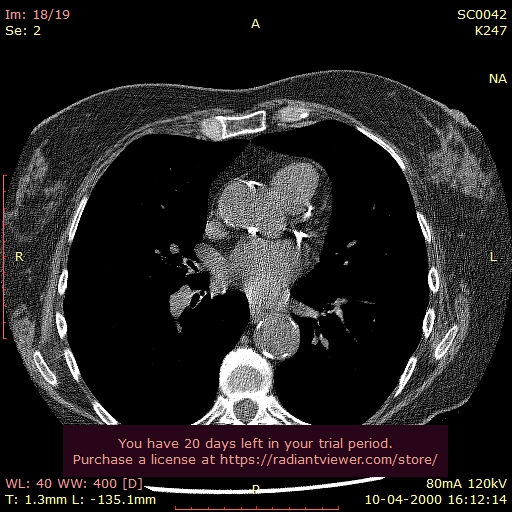 Im: 18/19
Se: 2
A
SC0042
K247
NA
R
L
You have 20 days left in your trial period.
Purchase a license at https://radiantviewer.com/store/
WL: 40 WW: 400 [D]
T: 1.3mm L: -135.1mm
P
80mA 120kV
10-04-2000 16:12:14